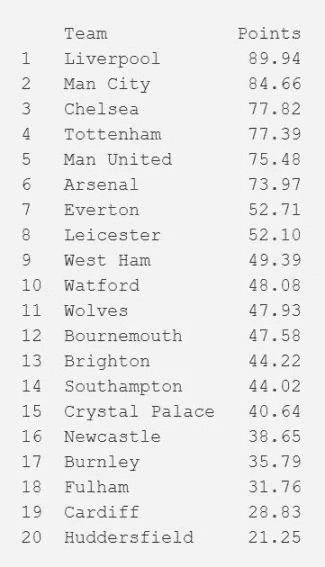 Team Points
1 Liverpool 89.94
2 Man City 84.66
3 Chelsea 77.82
4 Tottenham 77.39
5 Man United 75.48
6 Arsenal 73.97
7 Everton 52.71
8 Leicester 52.10
9 West Ham 49.39
10 Watford 48.08
11 Wolves 47.93
12 Bournemouth 47.58
13 Brighton 44.22
14 Southampton 44.02
15 Crystal Palace 40.64
16 Newcastle 38.65
17 Burnley 35.79
18 Fulham 31.76
19 Cardiff 28.83
20 Huddersfield 21.25